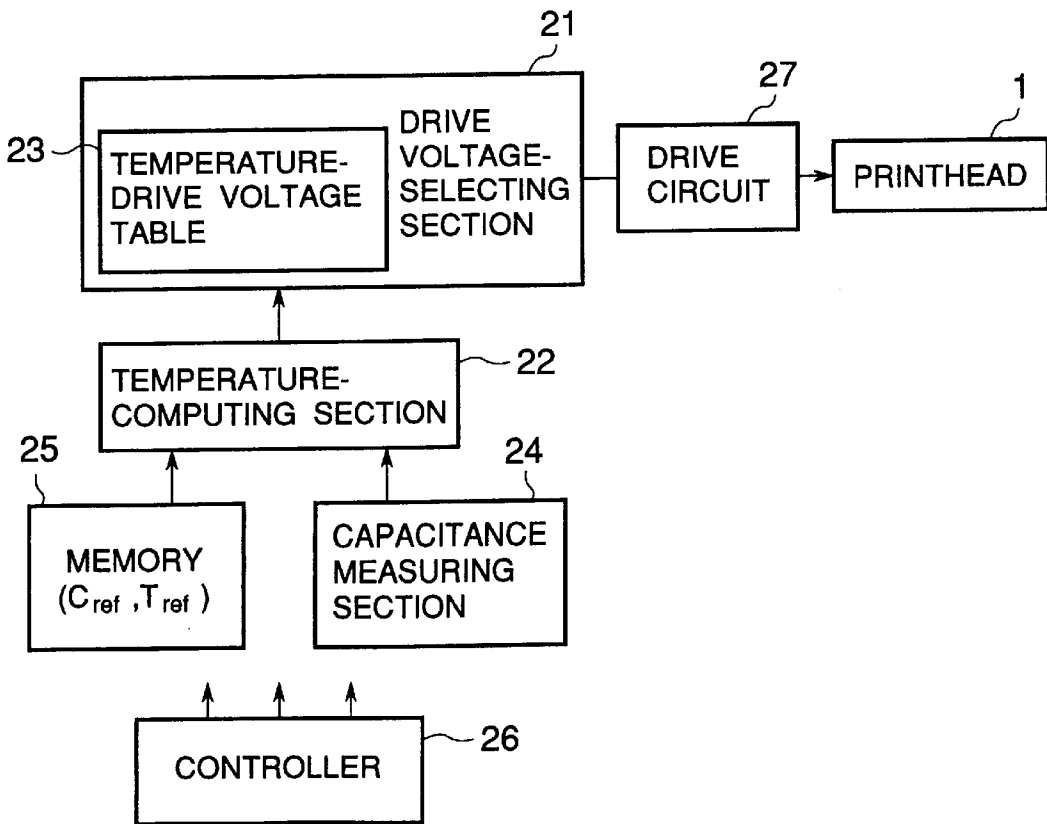 21
27
1
23
TEMPERATURE-
DRIVE VOLTAGE
TABLE
DRIVE
VOLTAGE-
SELECTING
SECTION
DRIVE
CIRCUIT
PRINTHEAD
22
TEMPERATURE-
COMPUTING SECTION
25
24
MEMORY
(Cref ,Tref )
CAPACITANCE
MEASURING
SECTION
26
CONTROLLER